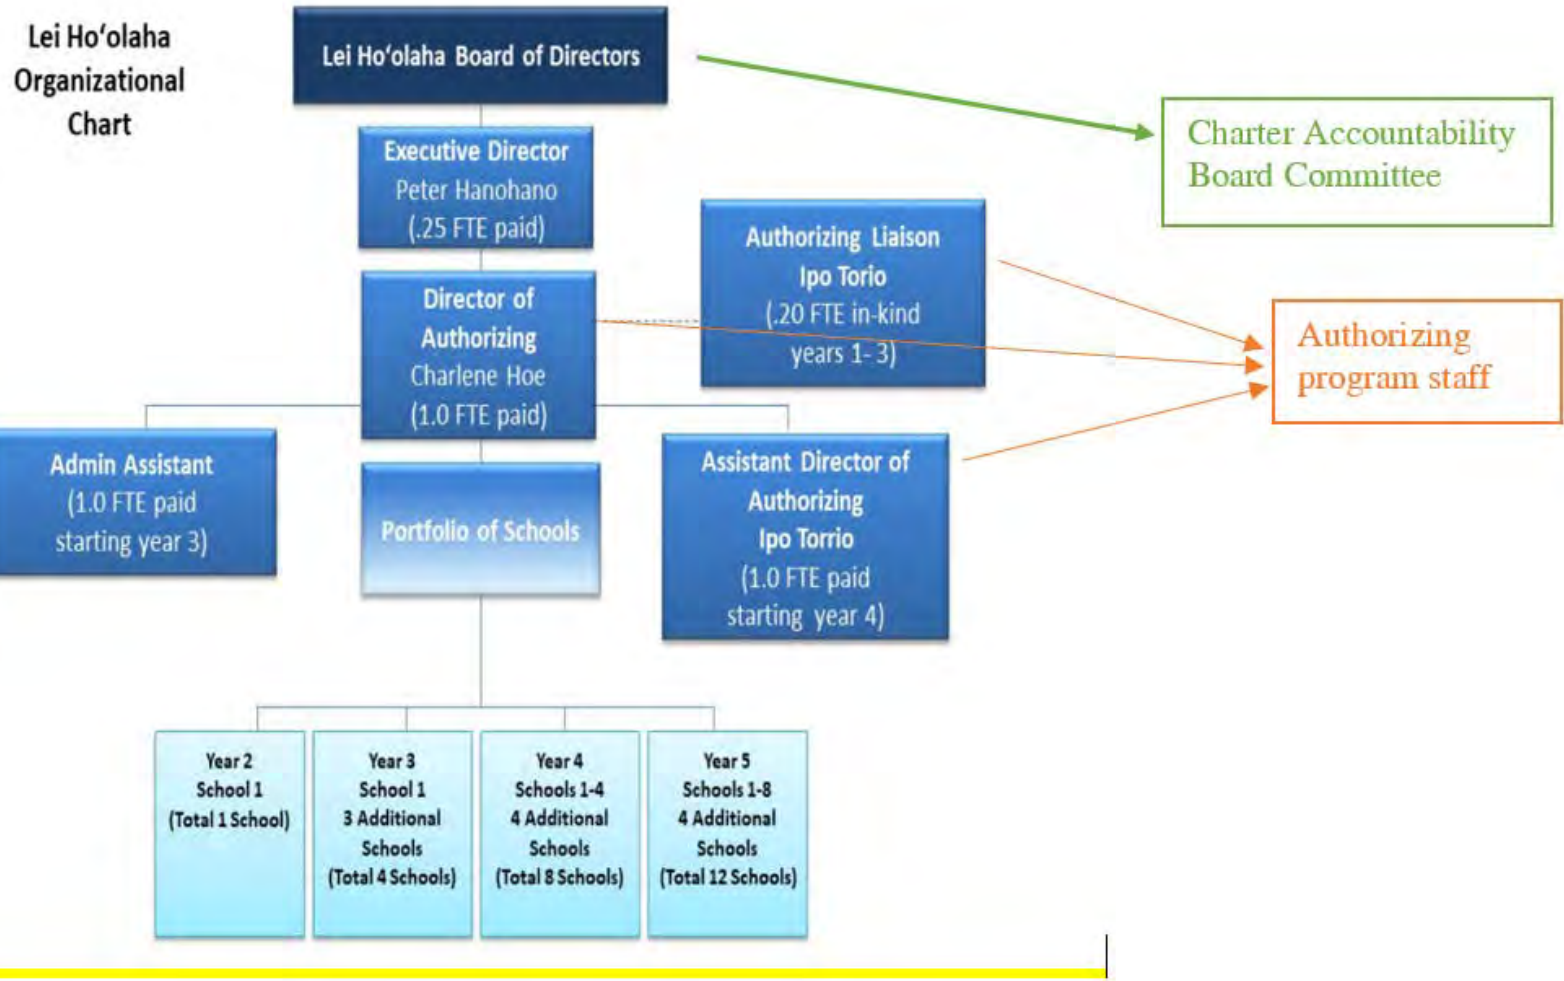 Lei Hoʻolaha
Organizational
Chart
Lei Hoʻolaha Board of Directors
Executive Director
Peter Hanohano
(.25 FTE paid)
Charter Accountability
Board Committee
Authorizing Liaison
Ipo Torio
(.20 FTE in-kind
years 1- 3)
Director of
Authorizing
Charlene Hoe
(1.0 FTE paid)
Authorizing
program staff
Admin Assistant
(1.0 FTE paid
starting year 3)
Portfolio of Schools
Assistant Director of
Authorizing
Ipo Torrio
(1.0 FTE paid
starting year 4)
Year 2
School 1
(Total 1 School)
Year 3
School 1
3 Additional
Schools
(Total 4 Schools)
Year 4
Schools 1-4
4 Additional
Schools
(Total 8 Schools)
Year 5
Schools 1-8
4 Additional
Schools
(Total 12 Schools)